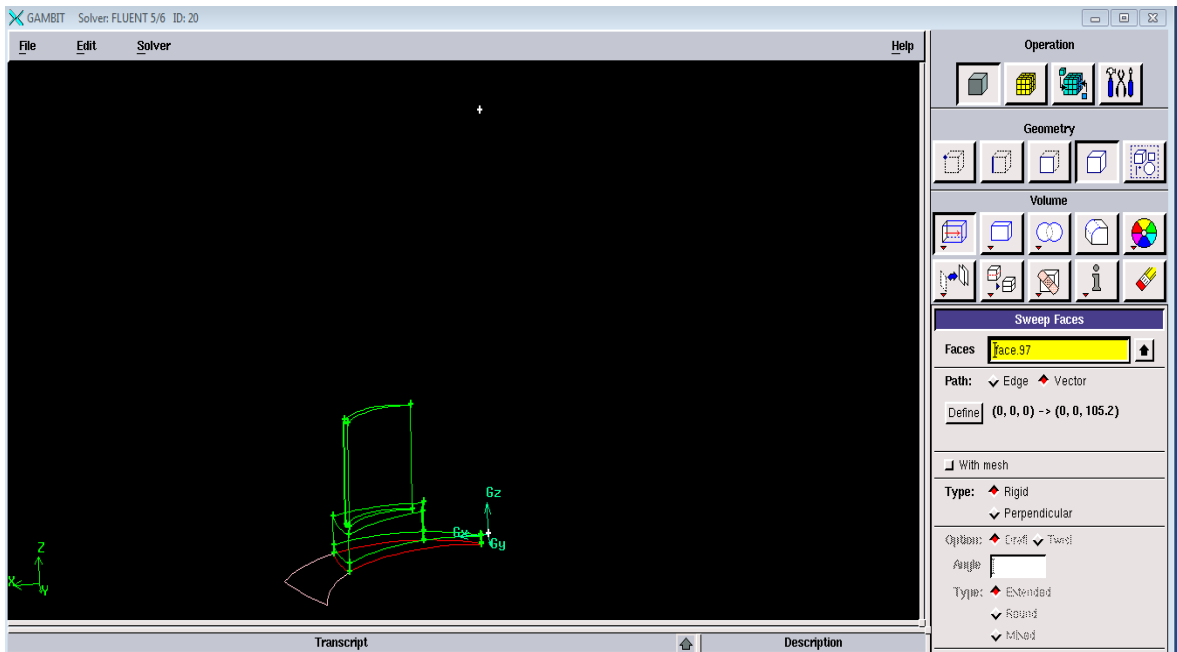 GAMBIT Solver: FLUENT 5/6 ID: 20
File Edit Solver Help
Operation
Geometry
Volume
Sweep Faces
Faces face.97
Path: Edge Vector
Define (0, 0, 0) -> (0, 0, 105.2)
With mesh
Type: Rigid
Perpendicular
Option: Draft Twist
Angle
Type: Extended
Round
Mixed
Gz
Gx
Gy
Z
X
Y
Transcript Description